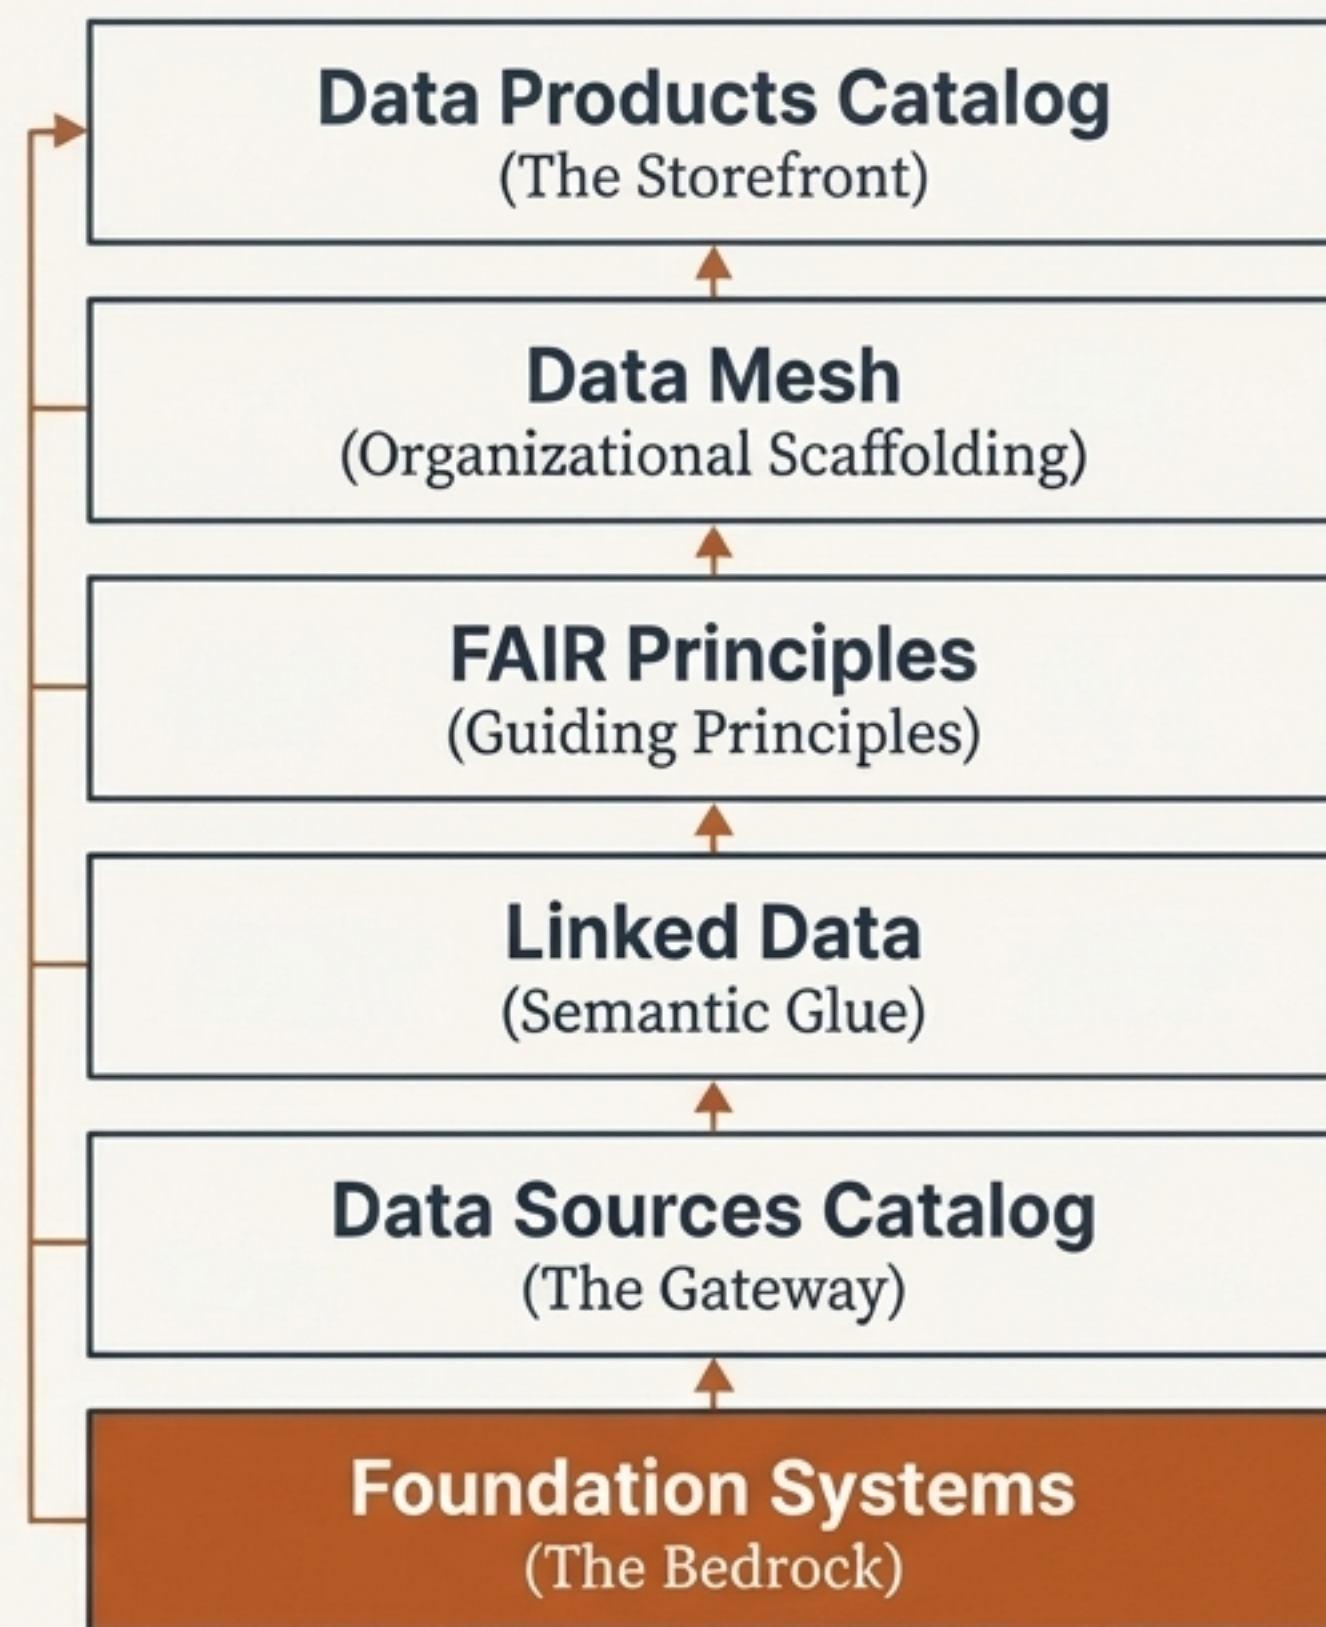 Data Products Catalog
(The Storefront)
Data Mesh
(Organizational Scaffolding)
FAIR Principles
(Guiding Principles)
Linked Data
(Semantic Glue)
Data Sources Catalog
(The Gateway)
Foundation Systems
(The Bedrock)